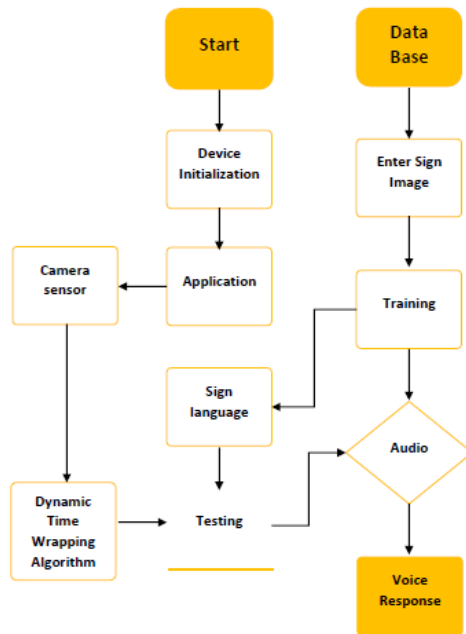 Start
Data
Base
Device
Initialization
Enter Sign
Image
Camera
sensor
Application
Training
Sign
language
Audio
Dynamic
Time
Wrapping
Algorithm
Testing
Voice
Response